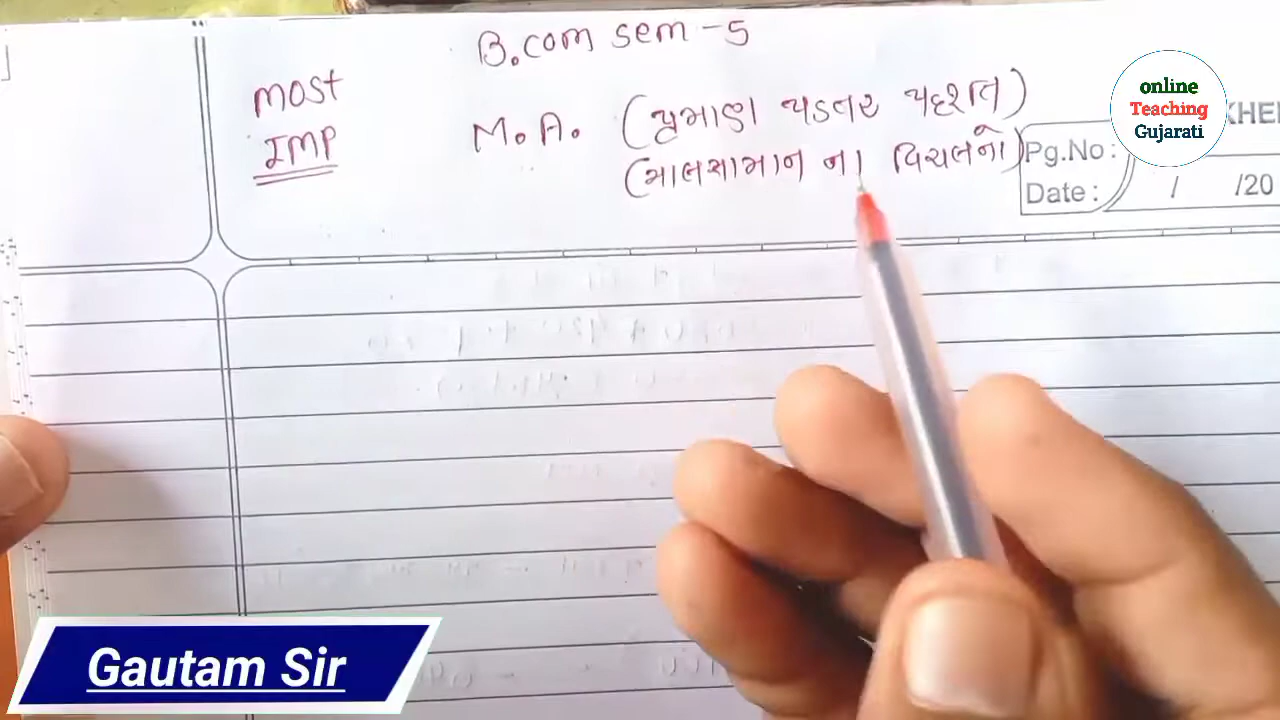 B.com sem - 5
MOST
IMP
M.A. (પ્રમાણ પડતર પદ્ધતિ)
(માલસામાન ના વિચલનો)
online
Teaching
Gujarati
Pg.No:
Date: / /20
Gautam Sir